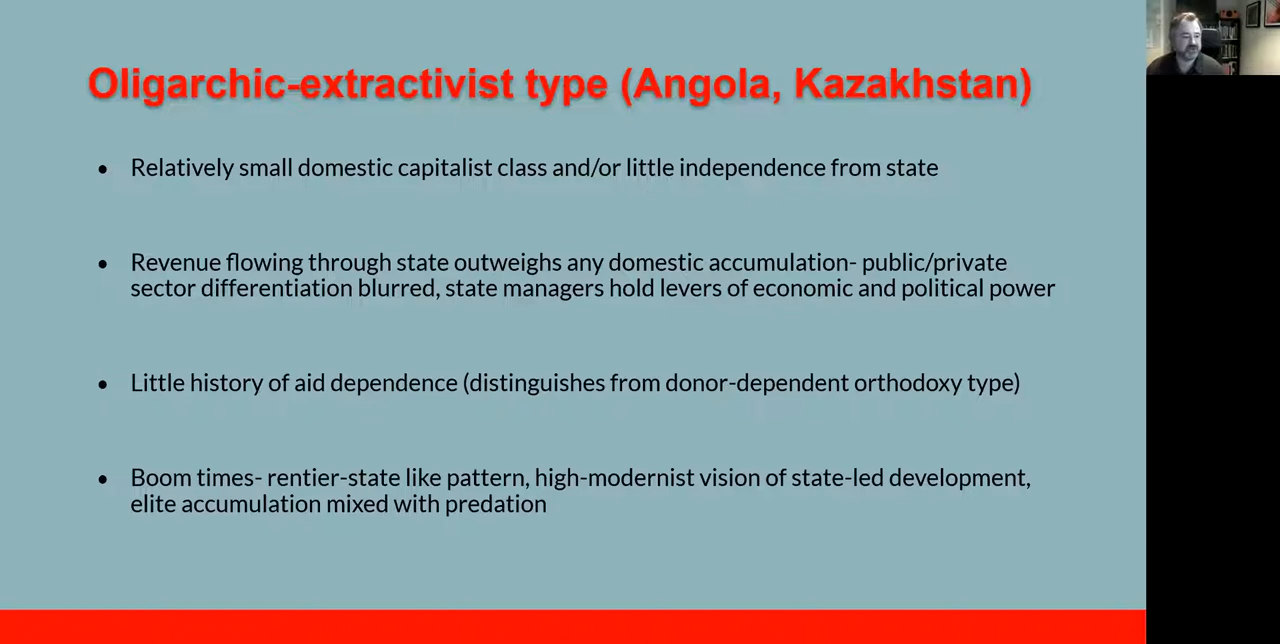 Oligarchic-extractivist type (Angola, Kazakhstan)
• Relatively small domestic capitalist class and/or little independence from state
• Revenue flowing through state outweighs any domestic accumulation- public/private
sector differentiation blurred, state managers hold levers of economic and political power
• Little history of aid dependence (distinguishes from donor-dependent orthodoxy type)
• Boom times- rentier-state like pattern, high-modernist vision of state-led development,
elite accumulation mixed with predation